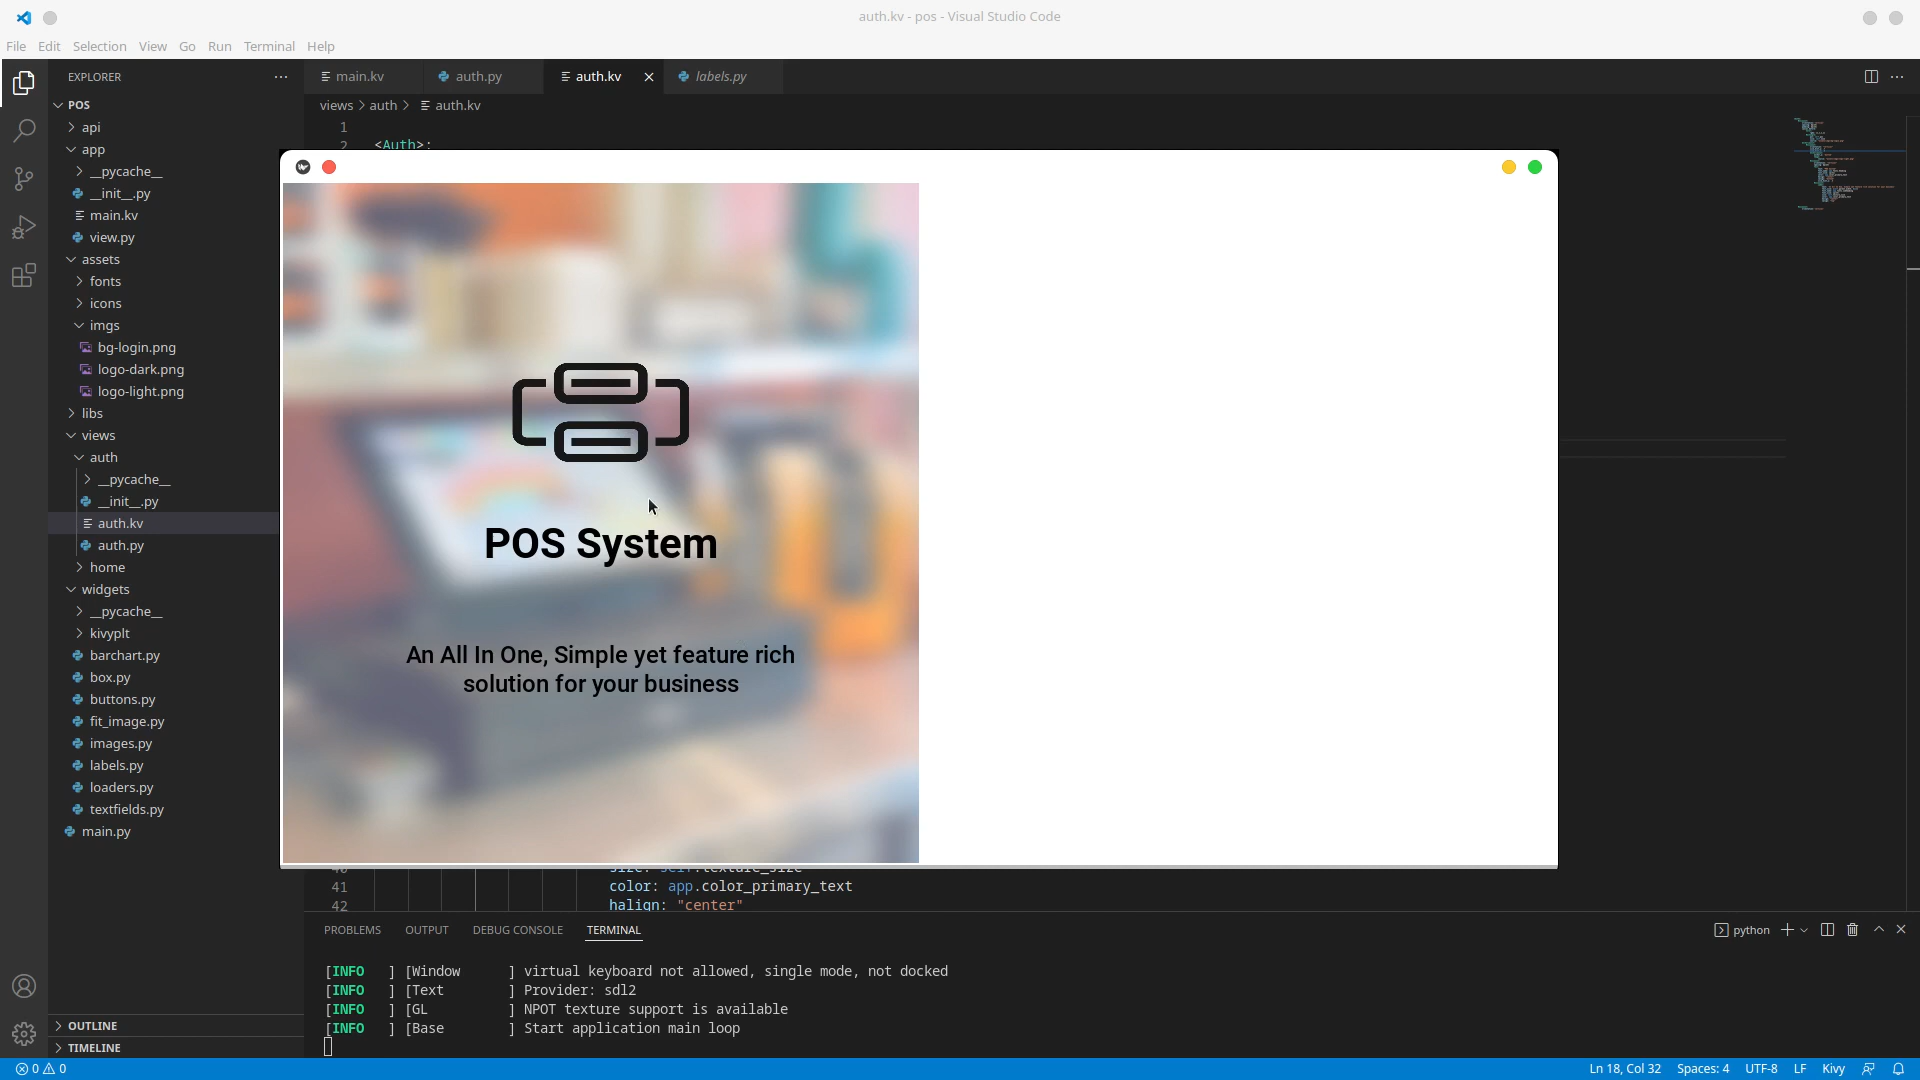 auth.kv - pos - Visual Studio Code
File Edit Selection View Go Run Terminal Help
EXPLORER
main.kv auth.py auth.kv labels.py
POS
views auth auth.kv
api
1
app
2 <Auth>:
__pycache__
__init__.py
main.kv
view.py
assets
fonts
icons
imgs
bg-login.png
logo-dark.png
logo-light.png
libs
views
auth
__pycache__
__init__.py
auth.kv
auth.py
home
widgets
__pycache__
kivyplt
barchart.py
box.py
buttons.py
fit_image.py
images.py
labels.py
loaders.py
textfields.py
main.py
POS System
An All In One, Simple yet feature rich
solution for your business
40 size: self.texture_size
41 color: app.color_primary_text
42 halign: "center"
PROBLEMS OUTPUT DEBUG CONSOLE TERMINAL python
[INFO ] [Window ] virtual keyboard not allowed, single mode, not docked
[INFO ] [Text ] Provider: sdl2
[INFO ] [GL ] NPOT texture support is available
[INFO ] [Base ] Start application main loop
OUTLINE
TIMELINE
0 0 Ln 18, Col 32 Spaces: 4 UTF-8 LF Kivy